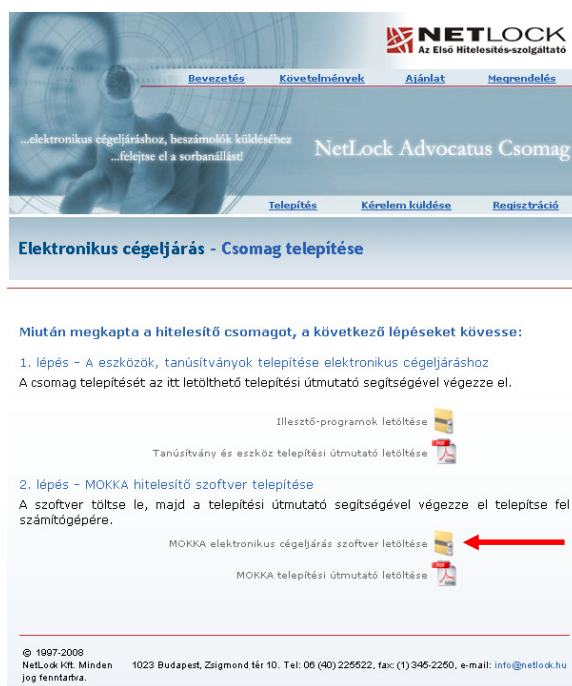 NETLOCK
Az Első Hitelesítés-szolgáltató
Bevezetés Követelmények Ajánlat Megrendelés
...elektronikus cégeljáráshoz, beszámolók küldéséhez
...felejtse el a sorbanállást!
NetLock Advocatus Csomag
Telepítés Kérelem küldése Regisztráció
Elektronikus cégeljárás - Csomag telepítése
Miután megkapta a hitelesítő csomagot, a következő lépéseket kövesse:
1. lépés - A eszközök, tanúsítványok telepítése elektronikus cégeljáráshoz
A csomag telepítését az itt letölthető telepítési útmutató segítségével végezze el.
Illesztő-programok letöltése
Tanúsítvány és eszköz telepítési útmutató letöltése
2. lépés - MOKKA hitelesítő szoftver telepítése
A szoftver töltse le, majd a telepítési útmutató segítségével végezze el telepítse fel
számítógépére.
MOKKA elektronikus cégeljárás szoftver letöltése
MOKKA telepítési útmutató letöltése
© 1997-2008
NetLock Kft. Minden
jog fenntartva.
1023 Budapest, Zsigmond tér 10. Tel: 06 (40) 225522, fax: (1) 345-2250, e-mail: info@netlock.hu